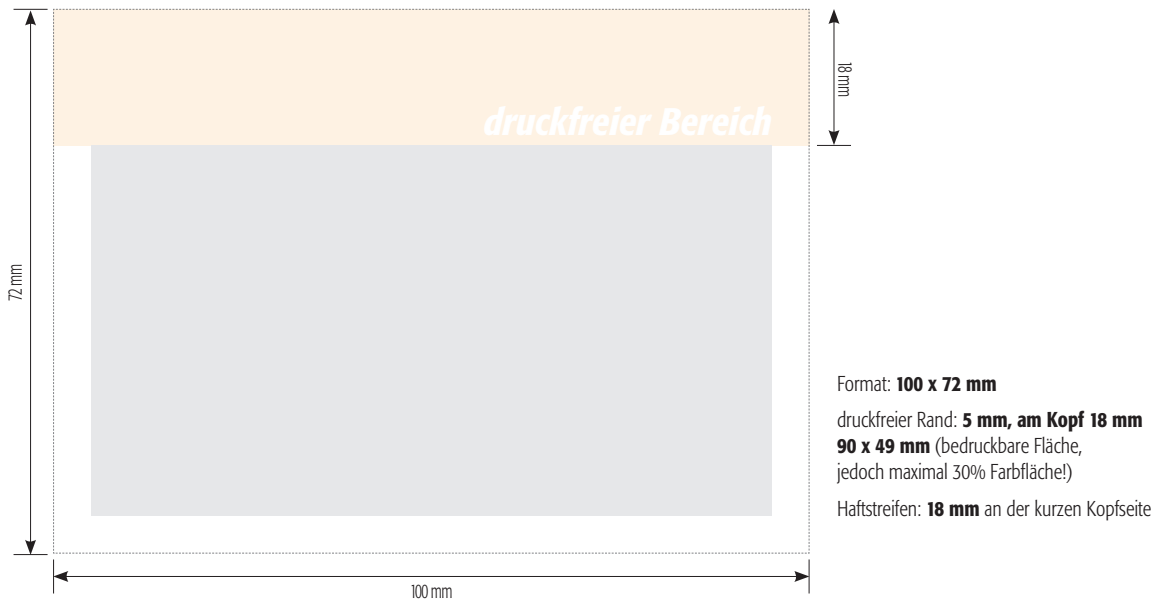 18 mm
druckfreier Bereich
72 mm
Format: 100 x 72 mm
druckfreier Rand: 5 mm, am Kopf 18 mm
90 x 49 mm (bedruckbare Fläche,
jedoch maximal 30% Farbfläche!)
Haftstreifen: 18 mm an der kurzen Kopfseite
100 mm